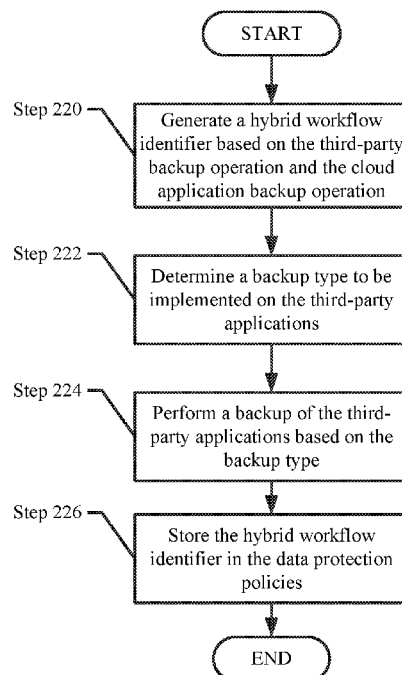 START
Step 220
Generate a hybrid workflow
identifier based on the third-party
backup operation and the cloud
application backup operation
Step 222
Determine a backup type to be
implemented on the third-party
applications
Step 224
Perform a backup of the third-
party applications based on the
backup type
Step 226
Store the hybrid workflow
identifier in the data protection
policies
END